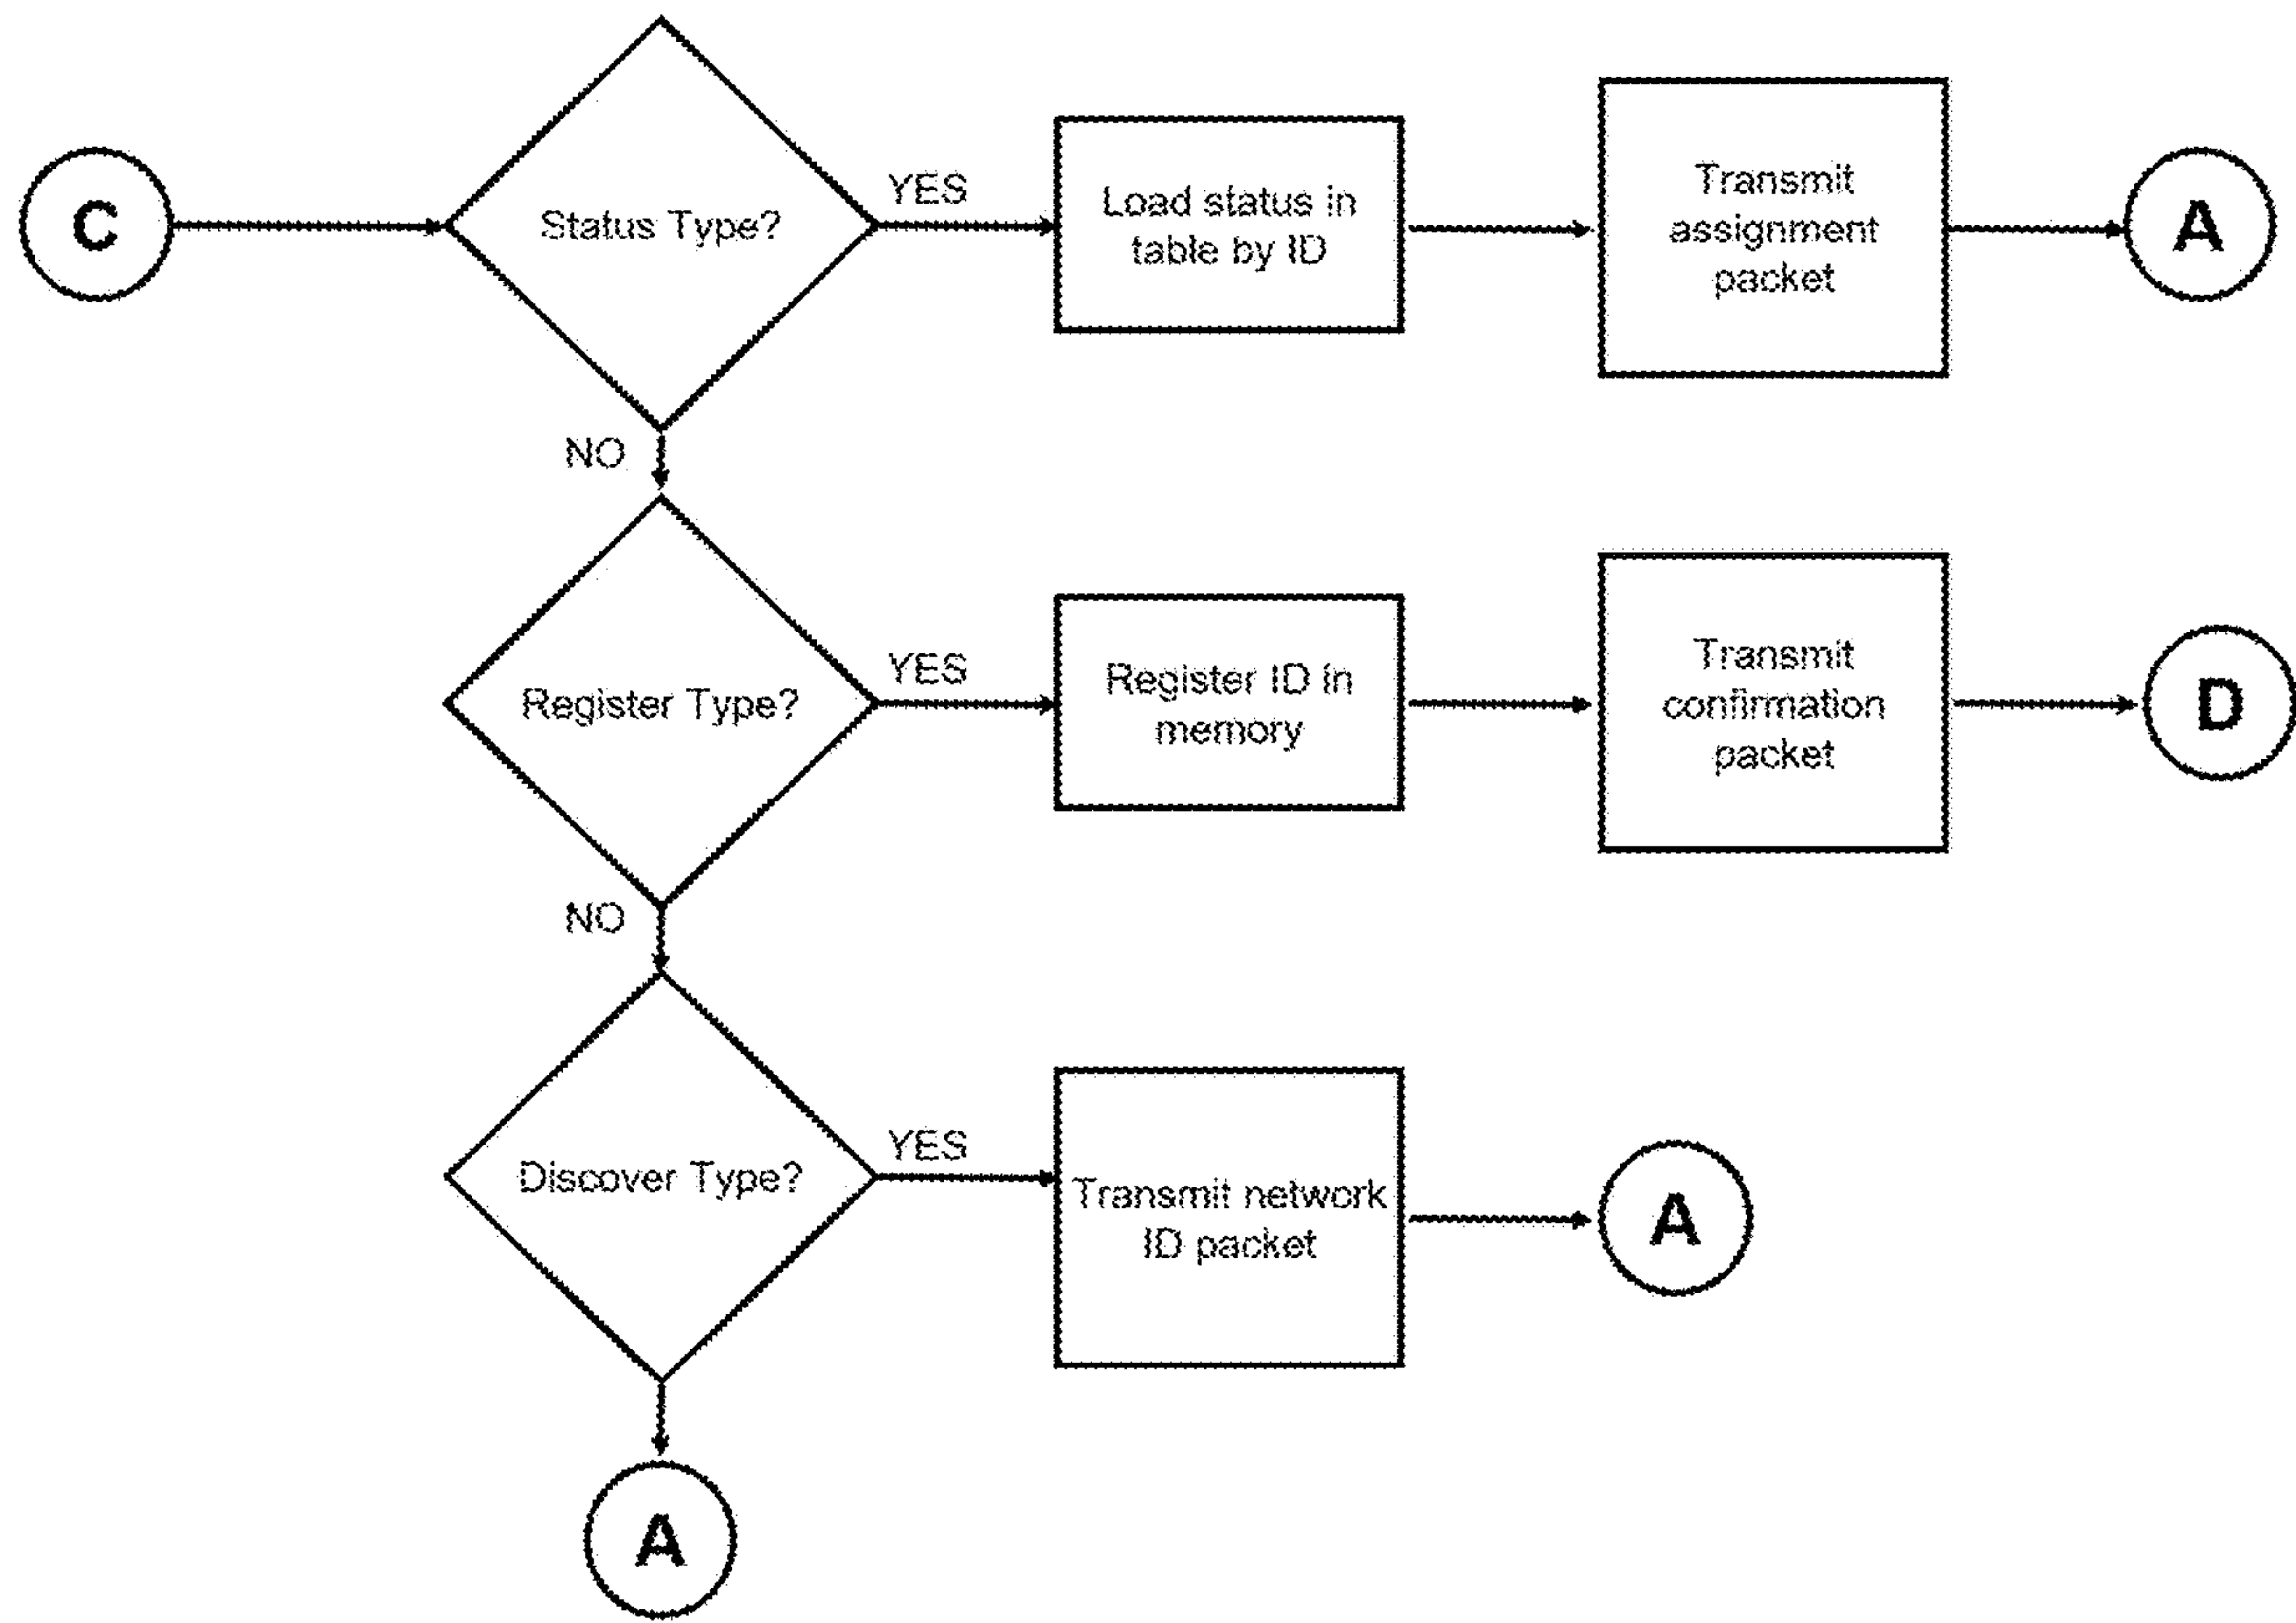 C
Status Type?
YES
Load status in
table by ID
Transmit
assignment
packet
A
NO
Register Type?
YES
Register ID in
memory
Transmit
confirmation
packet
D
NO
Discover Type?
YES
Transmit network
ID packet
A
A